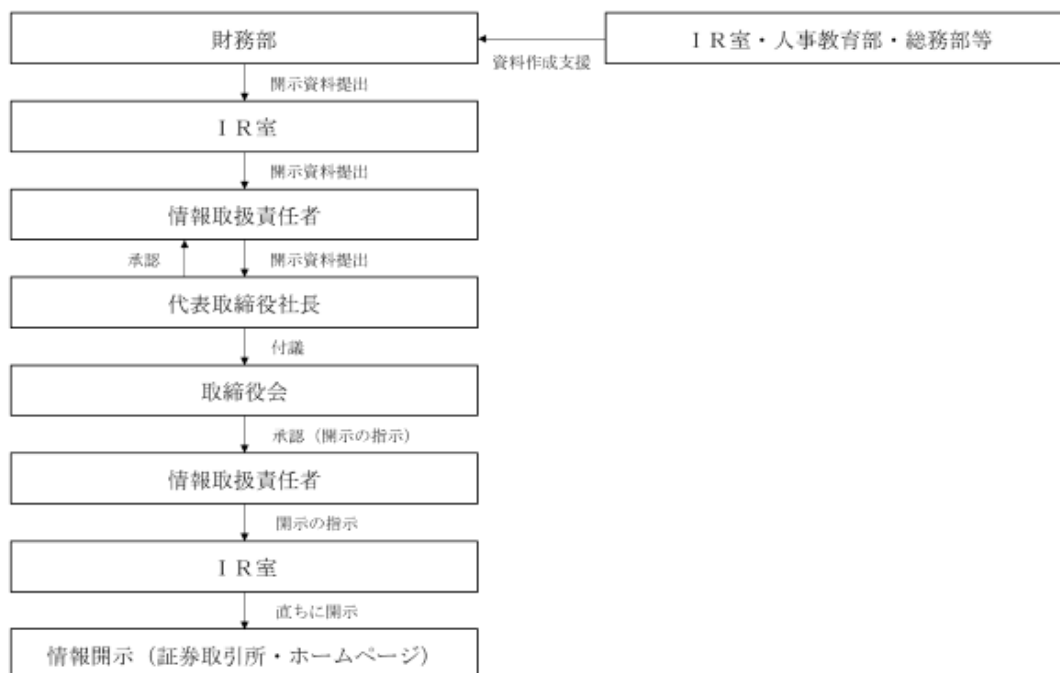 財務部
ＩＲ室・人事教育部・総務部等
資料作成支援
開示資料提出
ＩＲ室
開示資料提出
情報取扱責任者
承認
開示資料提出
代表取締役社長
付議
取締役会
承認（開示の指示）
情報取扱責任者
開示の指示
ＩＲ室
直ちに開示
情報開示（証券取引所・ホームページ）